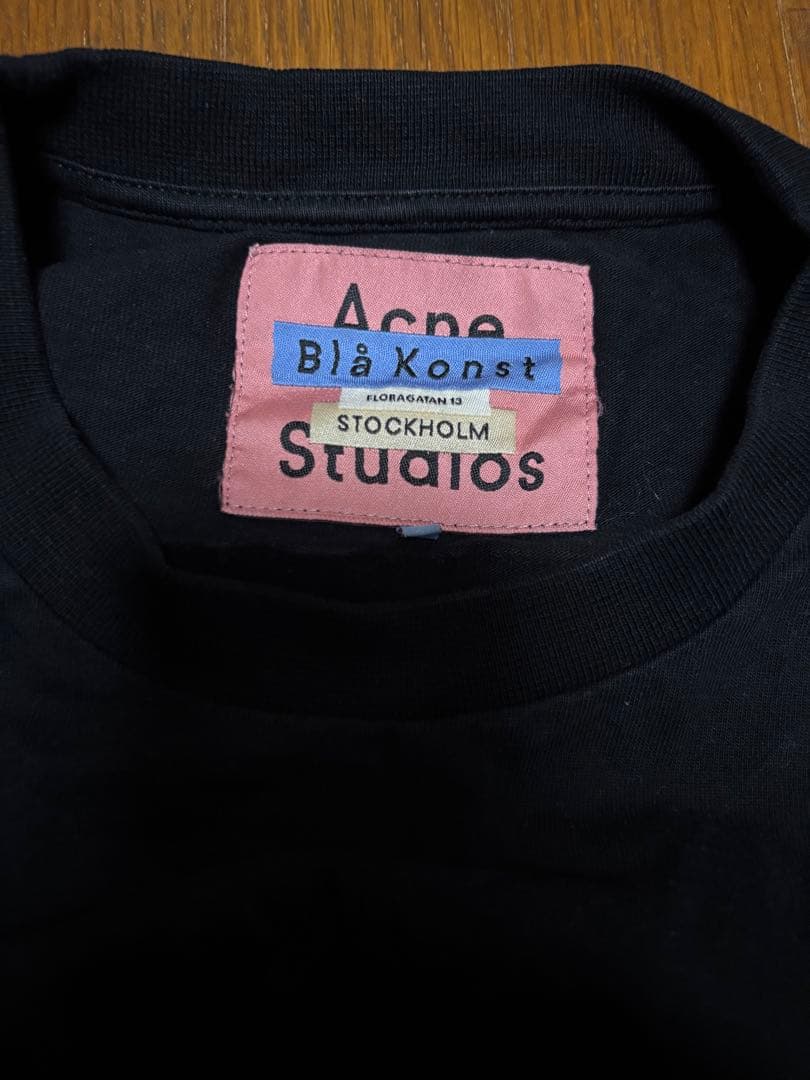 Acne
Blå Konst
FLORAGATAN 13
STOCKHOLM
Studios